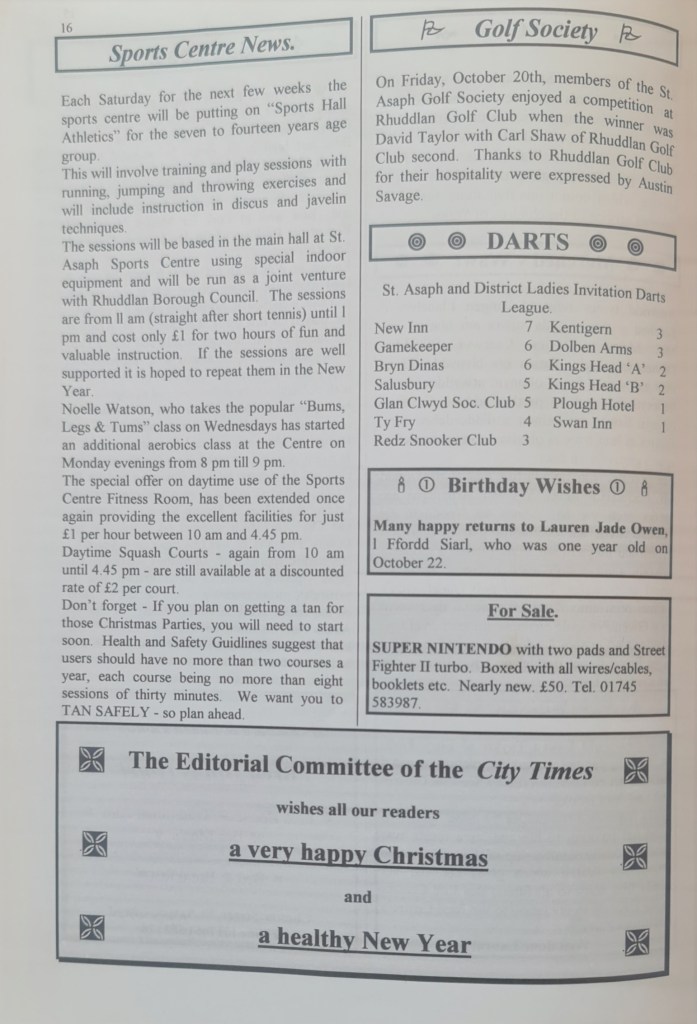 16
Sports Centre News.
Each Saturday for the next few weeks the
sports centre will be putting on "Sports Hall
Athletics" for the seven to fourteen years age
group.
This will involve training and play sessions with
running, jumping and throwing exercises and
will include instruction in discus and javelin
techniques.
The sessions will be based in the main hall at St.
Asaph Sports Centre using special indoor
equipment and will be run as a joint venture
with Rhuddlan Borough Council. The sessions
are from 11 am (straight after short tennis) until 1
pm and cost only £1 for two hours of fun and
valuable instruction. If the sessions are well
supported it is hoped to repeat them in the New
Year.
Noelle Watson, who takes the popular "Bums,
Legs & Tums" class on Wednesdays has started
an additional aerobics class at the Centre on
Monday evenings from 8 pm till 9 pm.
The special offer on daytime use of the Sports
Centre Fitness Room, has been extended once
again providing the excellent facilities for just
£1 per hour between 10 am and 4.45 pm.
Daytime Squash Courts - again from 10 am
until 4.45 pm - are still available at a discounted
rate of £2 per court.
Don't forget - If you plan on getting a tan for
those Christmas Parties, you will need to start
soon. Health and Safety Guidlines suggest that
users should have no more than two courses a
year, each course being no more than eight
sessions of thirty minutes. We want you to
TAN SAFELY - so plan ahead.
Golf Society
On Friday, October 20th, members of the St.
Asaph Golf Society enjoyed a competition at
Rhuddlan Golf Club when the winner was
David Taylor with Carl Shaw of Rhuddlan Golf
Club second. Thanks to Rhuddlan Golf Club
for their hospitality were expressed by Austin
Savage.
DARTS
St. Asaph and District Ladies Invitation Darts
League.
New Inn 7 Kentigern 3
Gamekeeper 6 Dolben Arms 3
Bryn Dinas 6 Kings Head 'A' 2
Salusbury 5 Kings Head 'B' 2
Glan Clwyd Soc. Club 5 Plough Hotel 1
Ty Fry 4 Swan Inn 1
Redz Snooker Club 3
1 Birthday Wishes 1
Many happy returns to Lauren Jade Owen,
1 Ffordd Siarl, who was one year old on
October 22.
For Sale.
SUPER NINTENDO with two pads and Street
Fighter II turbo. Boxed with all wires/cables,
booklets etc. Nearly new. £50. Tel. 01745
583987.
The Editorial Committee of the City Times
wishes all our readers
a very happy Christmas
and
a healthy New Year